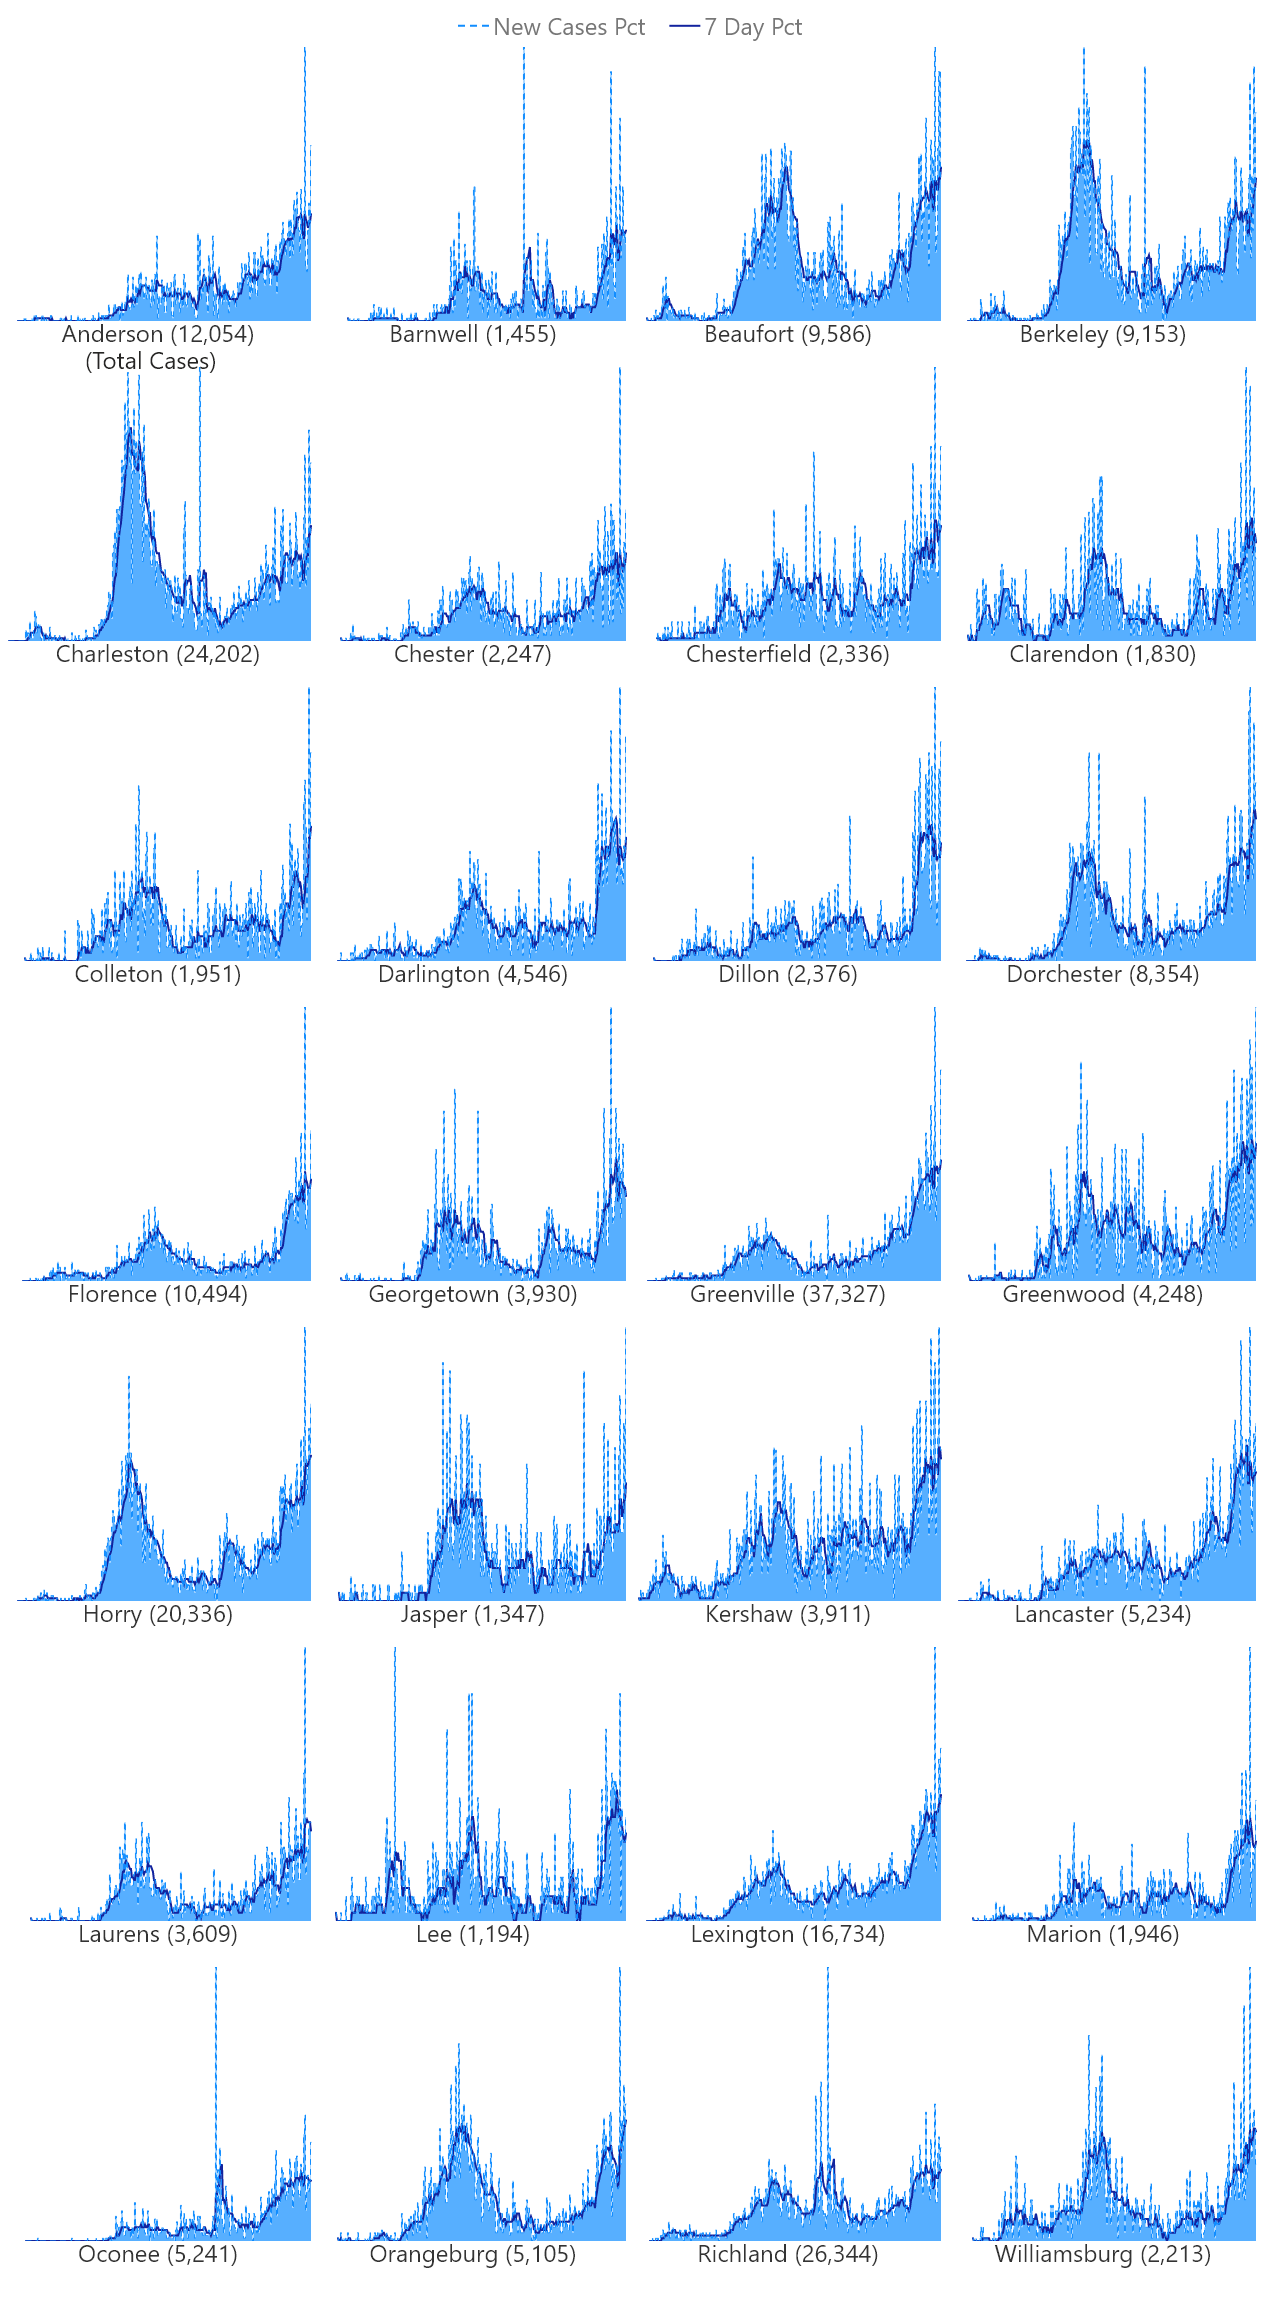 New Cases Pct 7 Day Pct
Anderson (12,054) Barnwell (1,455) Beaufort (9,586) Berkeley (9,153)
(Total Cases)
Charleston (24,202) Chester (2,247) Chesterfield (2,336) Clarendon (1,830)
Colleton (1,951) Darlington (4,546) Dillon (2,376) Dorchester (8,354)
Florence (10,494) Georgetown (3,930) Greenville (37,327) Greenwood (4,248)
Horry (20,336) Jasper (1,347) Kershaw (3,911) Lancaster (5,234)
Laurens (3,609) Lee (1,194) Lexington (16,734) Marion (1,946)
Oconee (5,241) Orangeburg (5,105) Richland (26,344) Williamsburg (2,213)